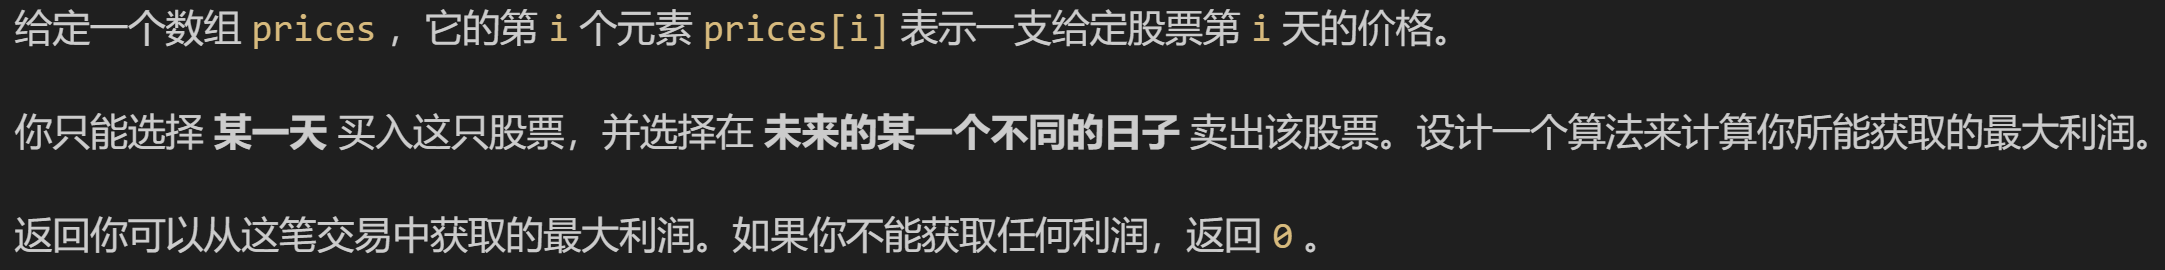 给定一个数组 prices ，它的第 i 个元素 prices[i] 表示一支给定股票第 i 天的价格。
你只能选择 某一天 买入这只股票，并选择在 未来的某一个不同的日子 卖出该股票。设计一个算法来计算你所能获取的最大利润。
返回你可以从这笔交易中获取的最大利润。如果你不能获取任何利润，返回 0 。